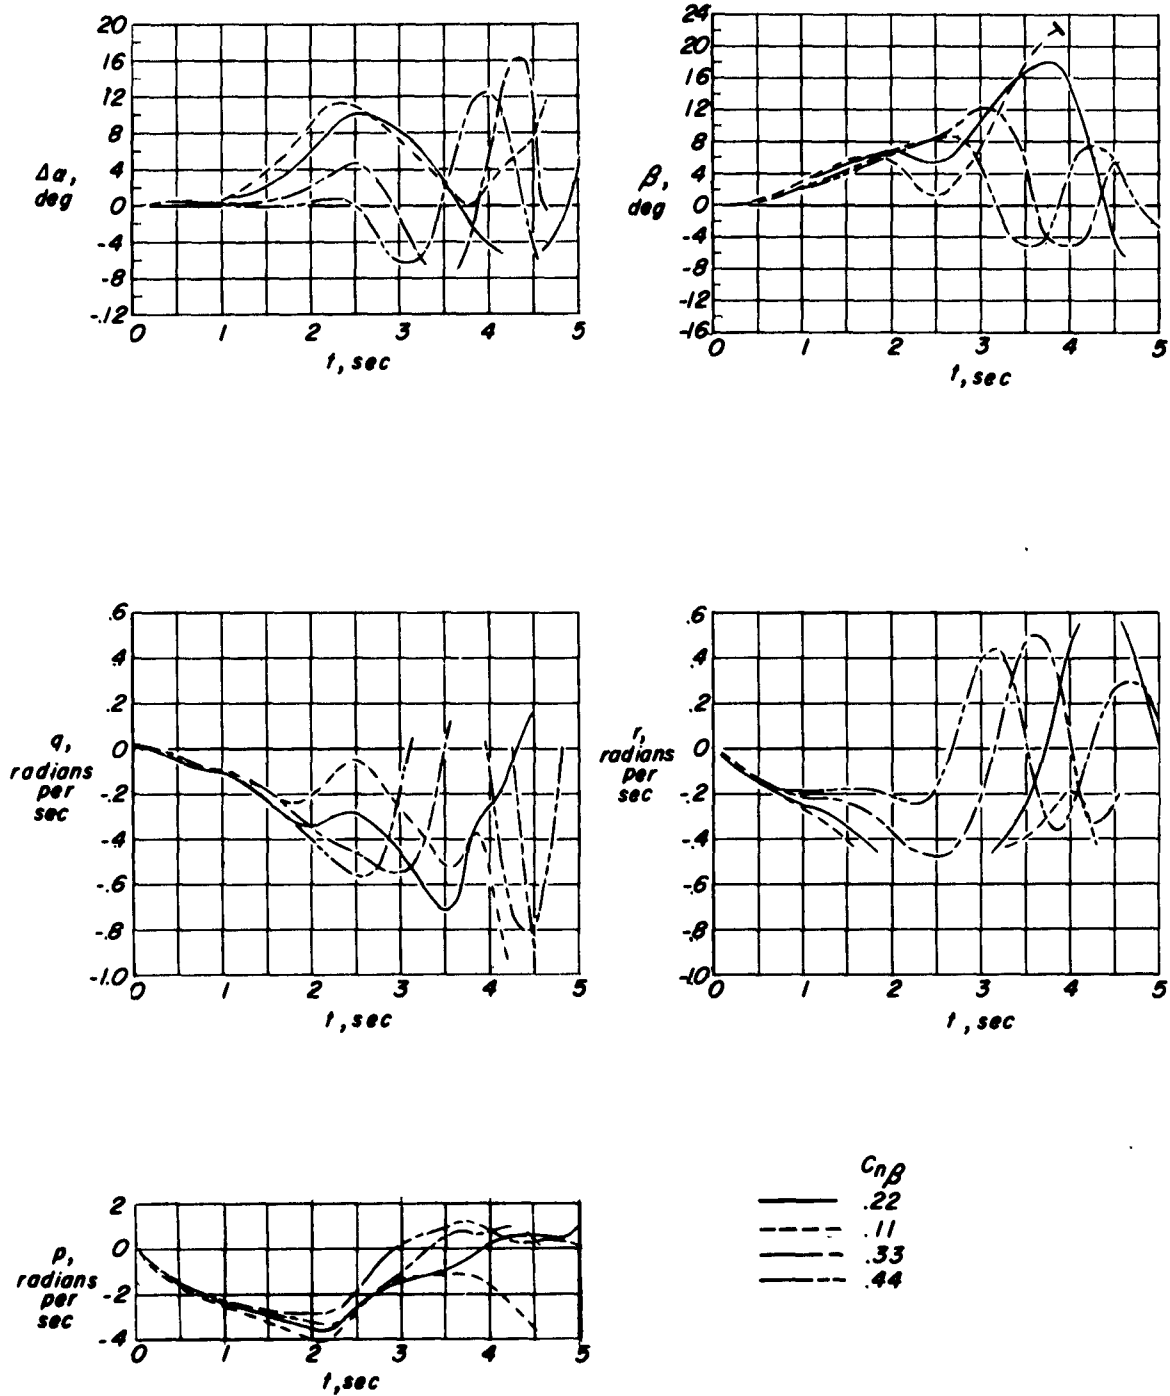 20
16
12
8
4
0
-.4
-8
-.12
Δα,
deg
0 1 2 3 4 5
t, sec
24
20
16
12
8
4
0
-4
-8
-12
-16
β,
deg
0 1 2 3 4 5
t, sec
.6
.4
.2
0
-.2
-.4
-.6
-.8
-1.0
q,
radians
per
sec
0 1 2 3 4 5
t, sec
.6
.4
.2
0
-.2
-.4
-.6
-.8
-1.0
r,
radians
per
sec
0 1 2 3 4 5
t, sec
2
0
-2
-4
p,
radians
per
sec
0 1 2 3 4 5
t, sec
Cnβ
.22
.11
.33
.44